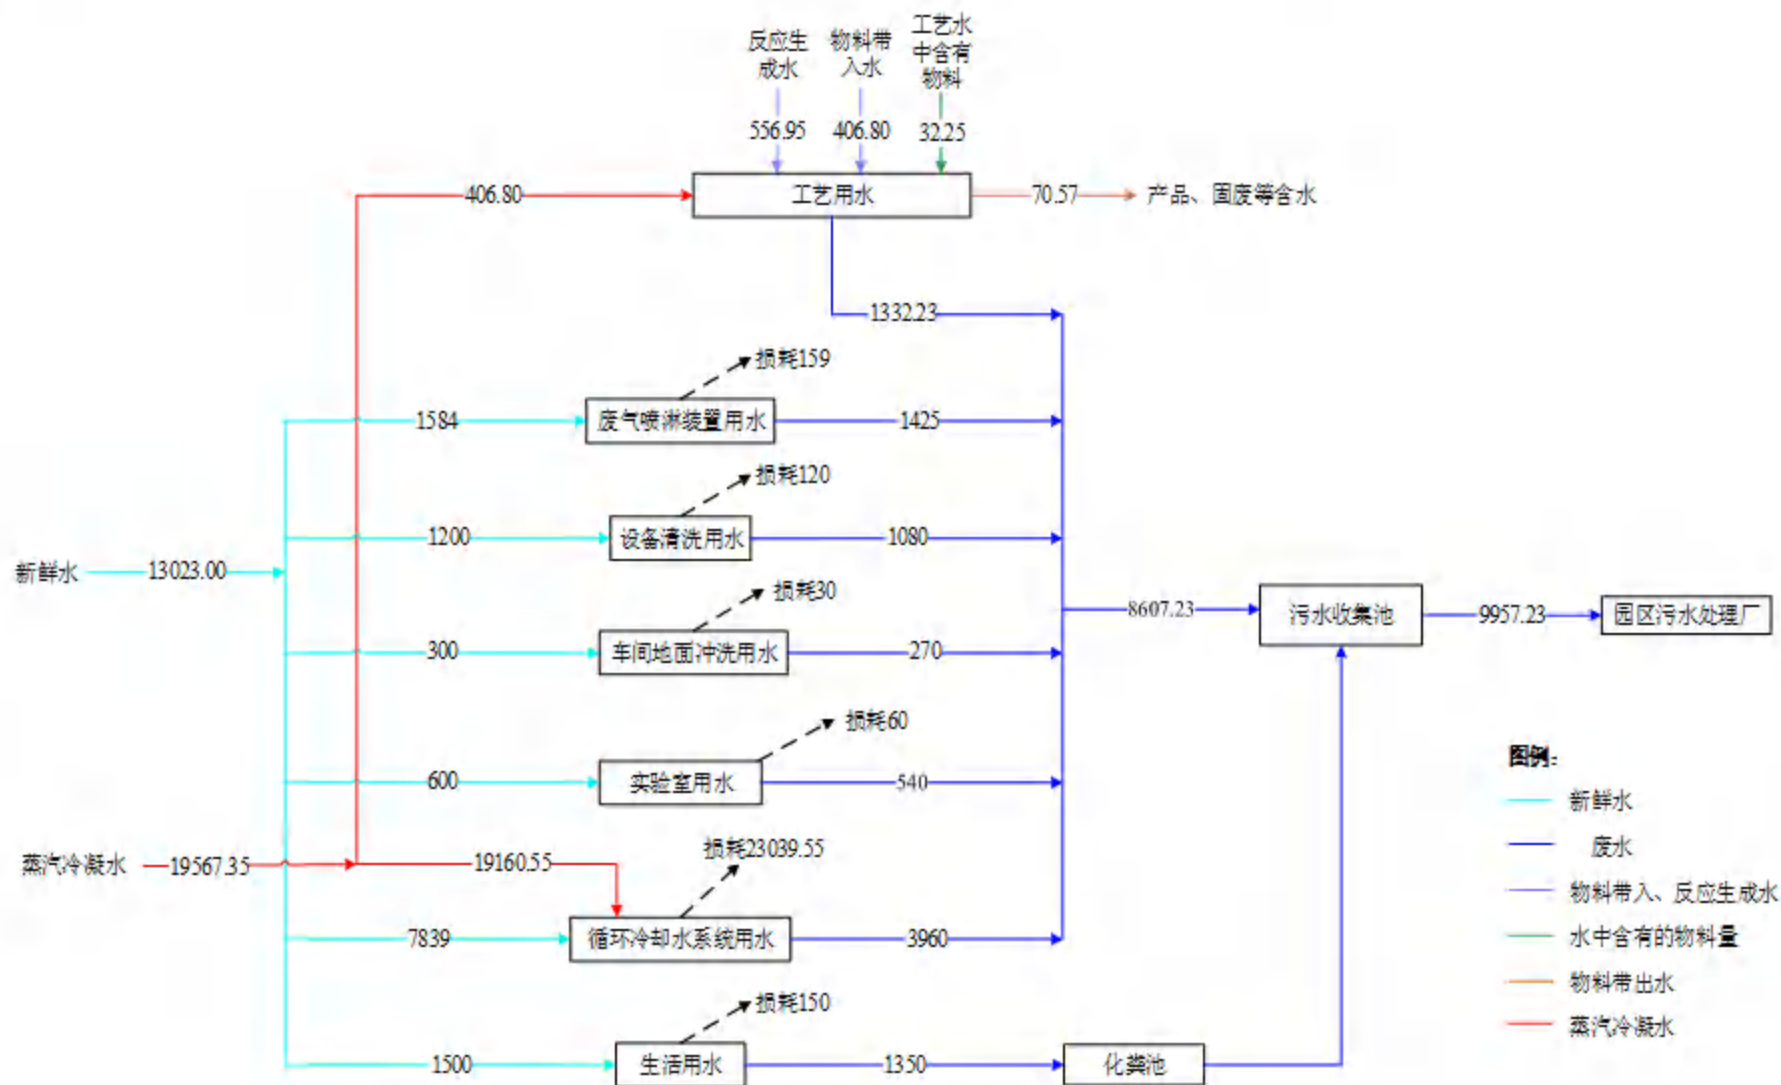 反应生
成水
物料带
入水
工艺水
中含有
物料
556.95
406.80
32.25
406.80
工艺用水
70.57
产品、固废等含水
1332.23
损耗159
1584
废气喷淋装置用水
1425
损耗120
1200
设备清洗用水
1080
新鲜水
13023.00
损耗30
300
车间地面冲洗用水
270
8607.23
污水收集池
9957.23
园区污水处理厂
损耗60
600
实验室用水
540
蒸汽冷凝水
19567.35
19160.55
损耗23039.55
7839
循环冷却水系统用水
3960
损耗150
1500
生活用水
1350
化粪池
图例：
新鲜水
废水
物料带入、反应生成水
水中含有的物料量
物料带出水
蒸汽冷凝水